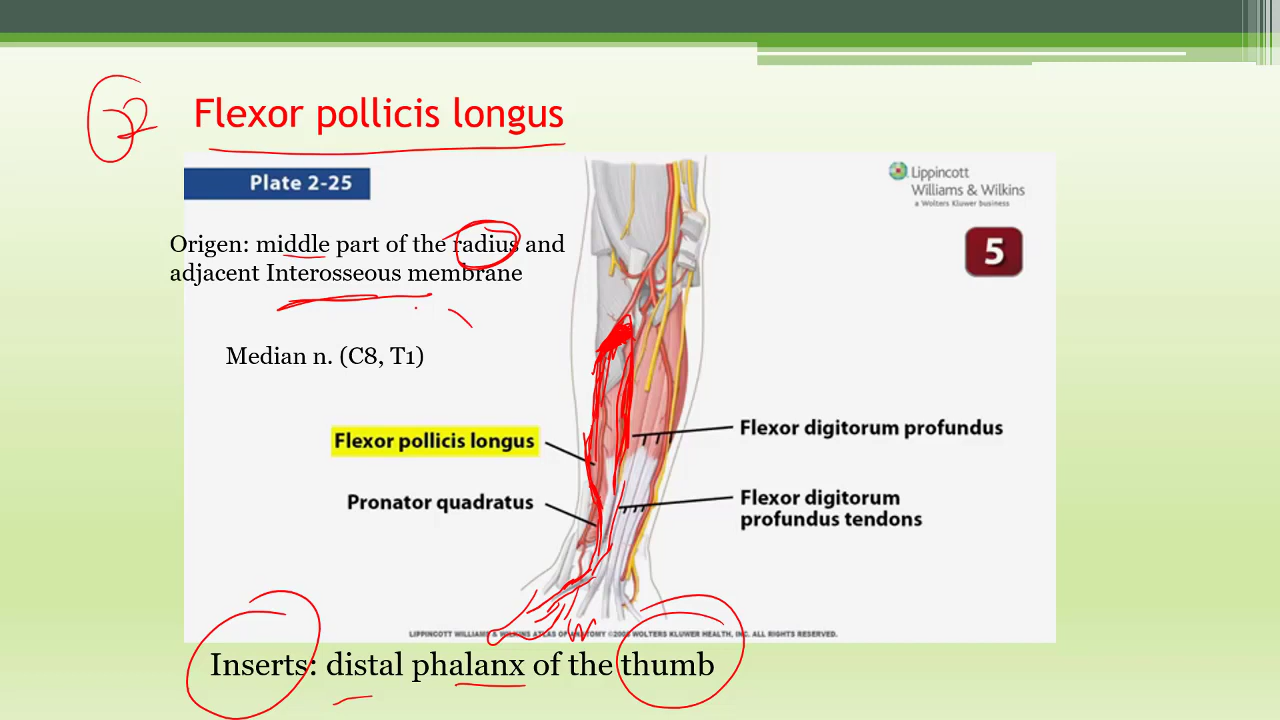 2
Flexor pollicis longus
Plate 2-25
Lippincott
Williams & Wilkins
a Wolters Kluwer business
Origen: middle part of the radius and
adjacent Interosseous membrane
5
Median n. (C8, T1)
Flexor digitorum profundus
Flexor pollicis longus
Pronator quadratus
Flexor digitorum
profundus tendons
LIPPINCOTT WILLIAMS & WILKINS ATLAS OF ANATOMY WOLTERS KLUWER HEALTH, INC. ALL RIGHTS RESERVED.
Inserts: distal phalanx of the thumb